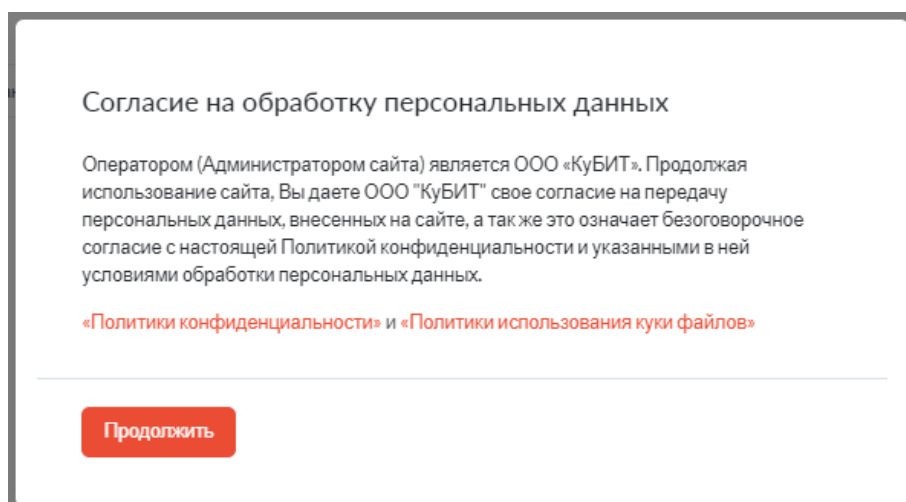 Согласие на обработку персональных данных
Оператором (Администратором сайта) является ООО «КуБИТ». Продолжая
использование сайта, Вы даете ООО "КуБИТ" свое согласие на передачу
персональных данных, внесенных на сайте, а так же это означает безоговорочное
согласие с настоящей Политикой конфиденциальности и указанными в ней
условиями обработки персональных данных.
«Политики конфиденциальности» и «Политики использования куки файлов»
Продолжить